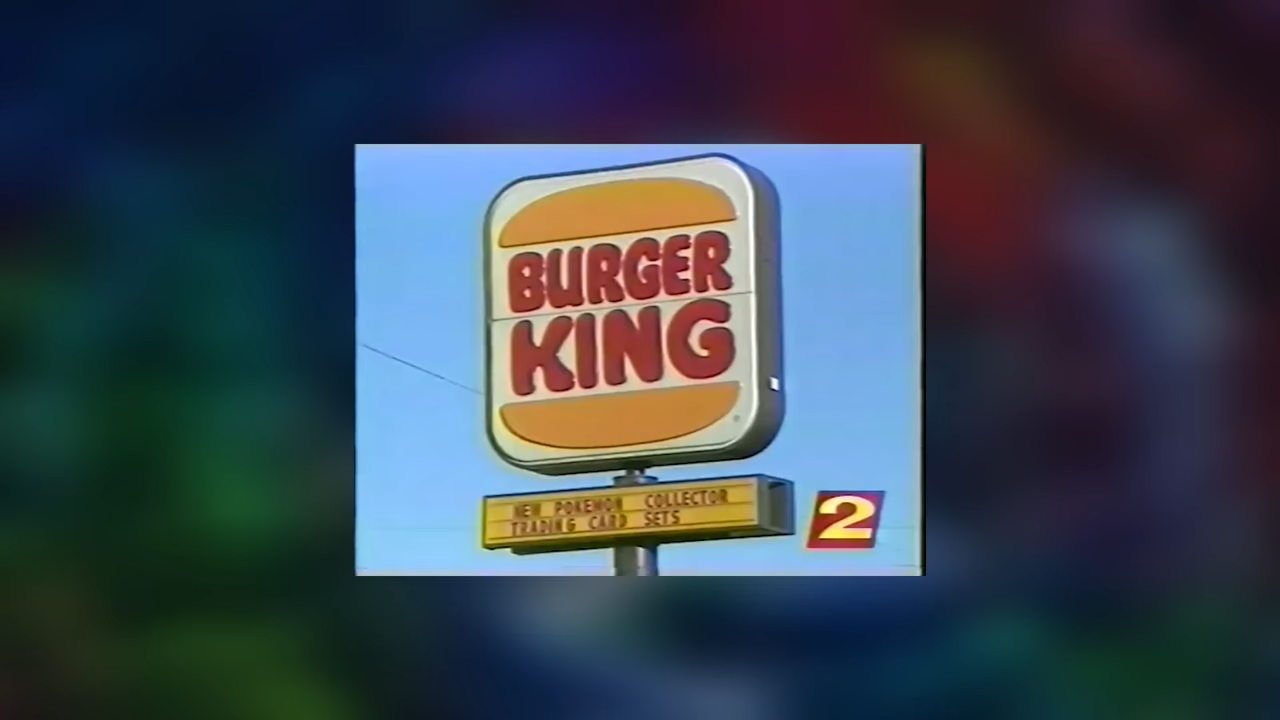 BURGER
KING
NEW POKEMON COLLECTOR
TRADING CARD SETS
2